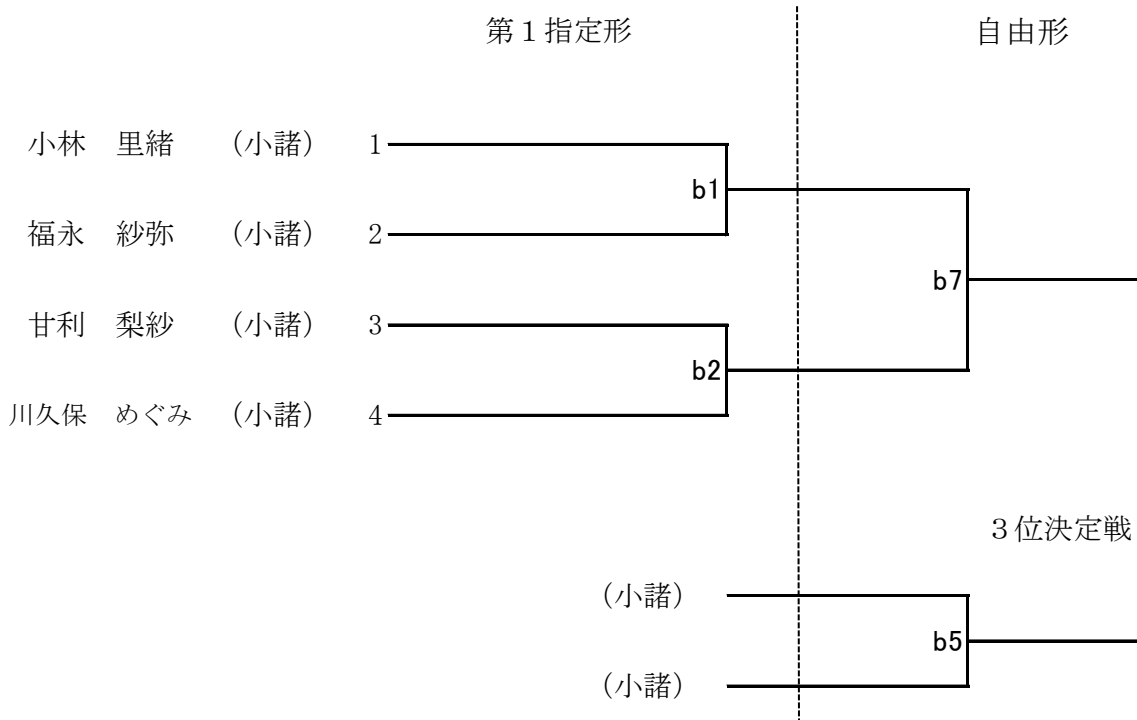 第１指定形 自由形
小林　里緒　（小諸） 1
b1
福永　紗弥　（小諸） 2
b7
甘利　梨紗　（小諸） 3
b2
川久保　めぐみ　（小諸） 4
３位決定戦
（小諸）
b5
（小諸）